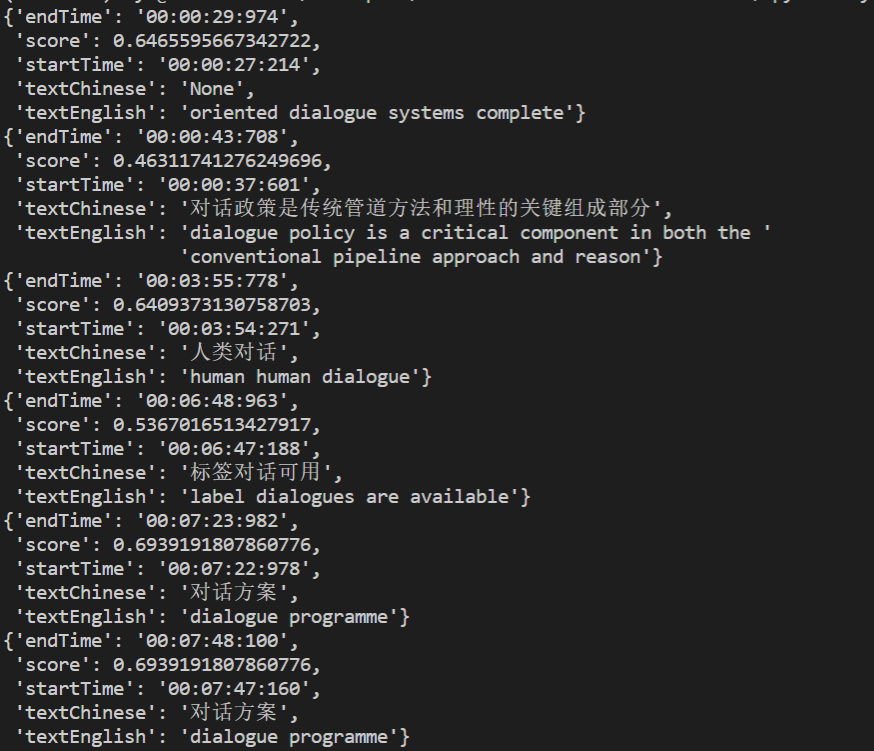 {'endTime': '00:00:29:974',
 'score': 0.6465595667342722,
 'startTime': '00:00:27:214',
 'textChinese': 'None',
 'textEnglish': 'oriented dialogue systems complete'}
{'endTime': '00:00:43:708',
 'score': 0.46311741276249696,
 'startTime': '00:00:37:601',
 'textChinese': '对话政策是传统管道方法和理性的关键组成部分',
 'textEnglish': 'dialogue policy is a critical component in both the '
                'conventional pipeline approach and reason'}
{'endTime': '00:03:55:778',
 'score': 0.6409373130758703,
 'startTime': '00:03:54:271',
 'textChinese': '人类对话',
 'textEnglish': 'human human dialogue'}
{'endTime': '00:06:48:963',
 'score': 0.5367016513427917,
 'startTime': '00:06:47:188',
 'textChinese': '标签对话可用',
 'textEnglish': 'label dialogues are available'}
{'endTime': '00:07:23:982',
 'score': 0.6939191807860776,
 'startTime': '00:07:22:978',
 'textChinese': '对话方案',
 'textEnglish': 'dialogue programme'}
{'endTime': '00:07:48:100',
 'score': 0.6939191807860776,
 'startTime': '00:07:47:160',
 'textChinese': '对话方案',
 'textEnglish': 'dialogue programme'}